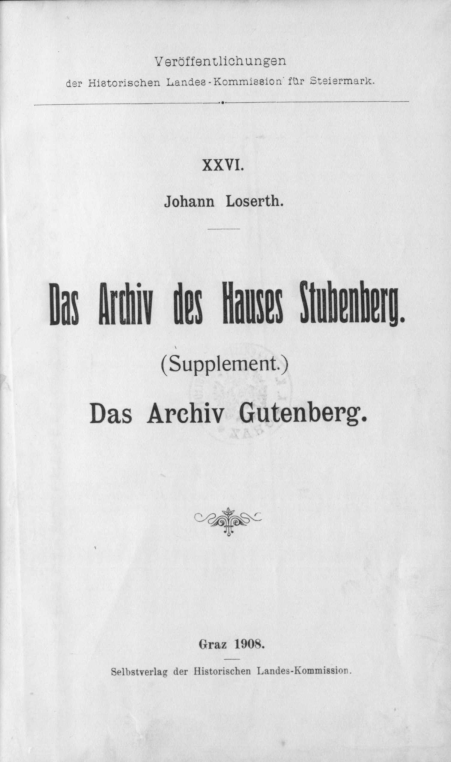 Veröffentlichungen
der Historischen Landes-Kommission für Steiermark.
XXVI.
Johann Loserth.
Das Archiv des Hauses Stubenberg.
(Supplement.)
Das Archiv Gutenberg.
Graz 1908.
Selbstverlag der Historischen Landes-Kommission.